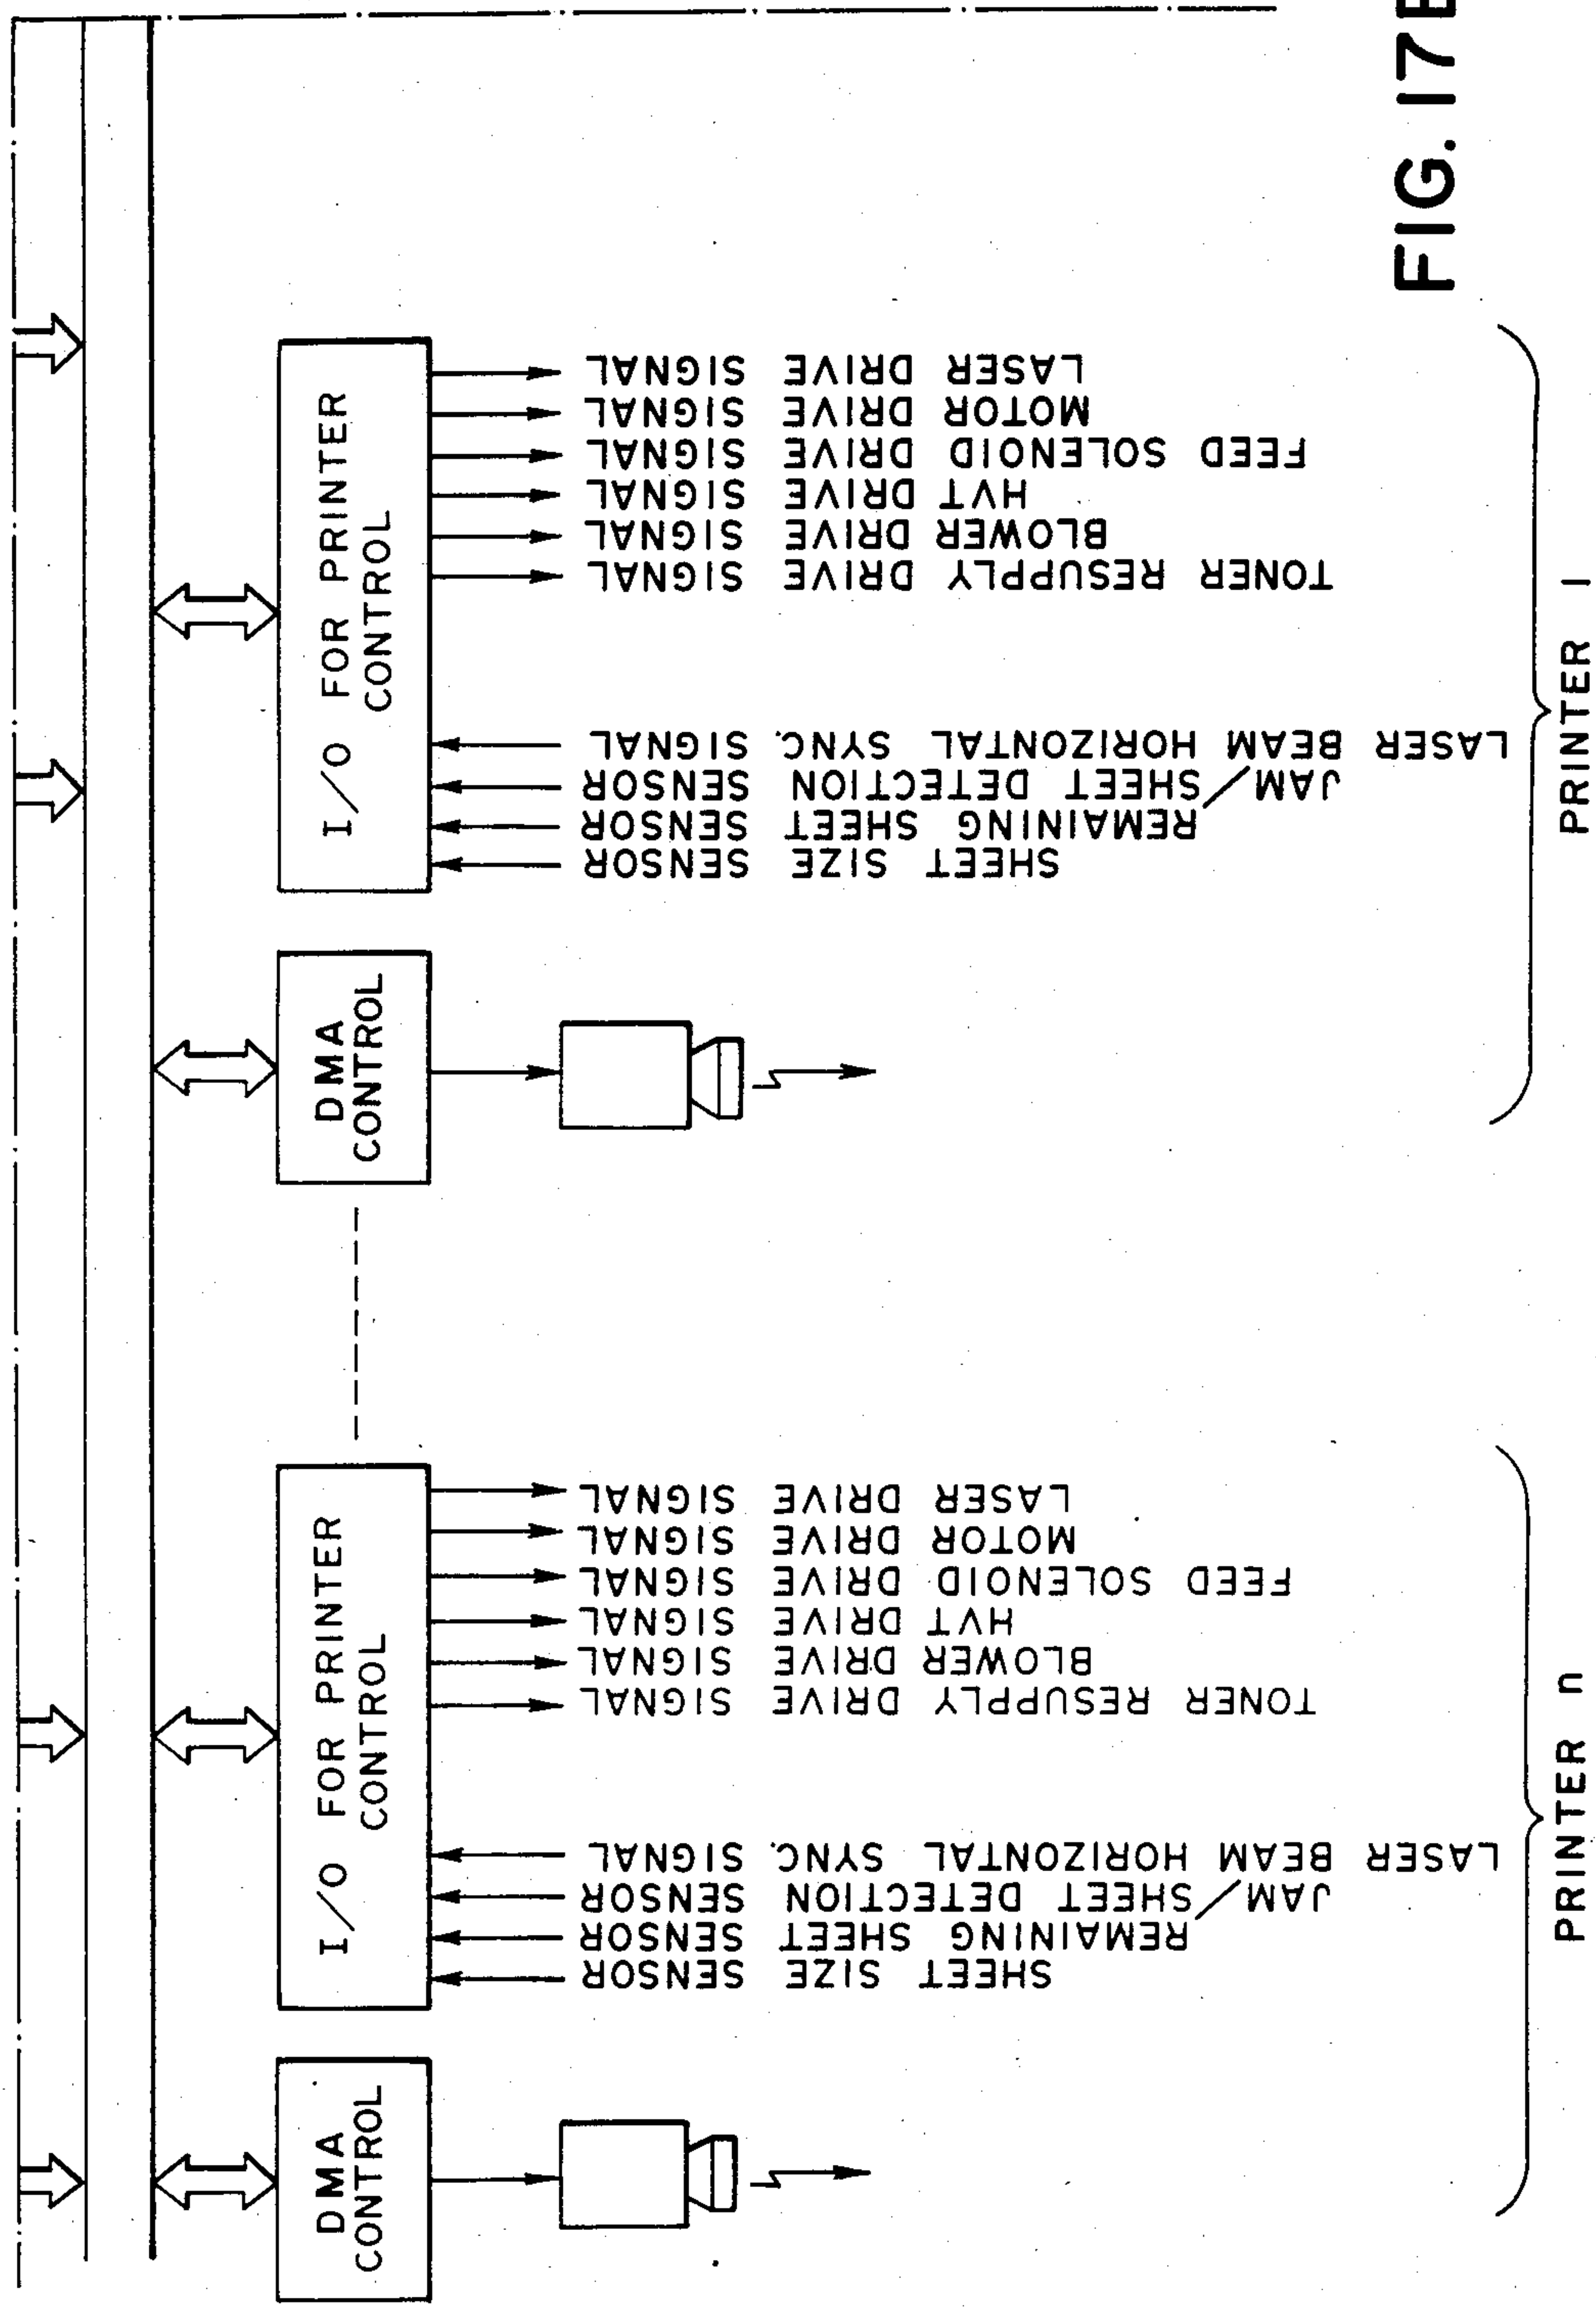 FIG. 17B
I/O FOR PRINTER
CONTROL
LASER DRIVE SIGNAL
MOTOR DRIVE SIGNAL
FEED SOLENOID DRIVE SIGNAL
HVT DRIVE SIGNAL
BLOWER DRIVE SIGNAL
TONER RESUPPLY DRIVE SIGNAL
LASER BEAM HORIZONTAL SYNC. SIGNAL
JAM/SHEET DETECTION SENSOR
REMAINING SHEET SENSOR
SHEET SIZE SENSOR
DMA
CONTROL
PRINTER 1
I/O FOR PRINTER
CONTROL
LASER DRIVE SIGNAL
MOTOR DRIVE SIGNAL
FEED SOLENOID DRIVE SIGNAL
HVT DRIVE SIGNAL
BLOWER DRIVE SIGNAL
TONER RESUPPLY DRIVE SIGNAL
LASER BEAM HORIZONTAL SYNC. SIGNAL
JAM/SHEET DETECTION SENSOR
REMAINING SHEET SENSOR
SHEET SIZE SENSOR
DMA
CONTROL
PRINTER n